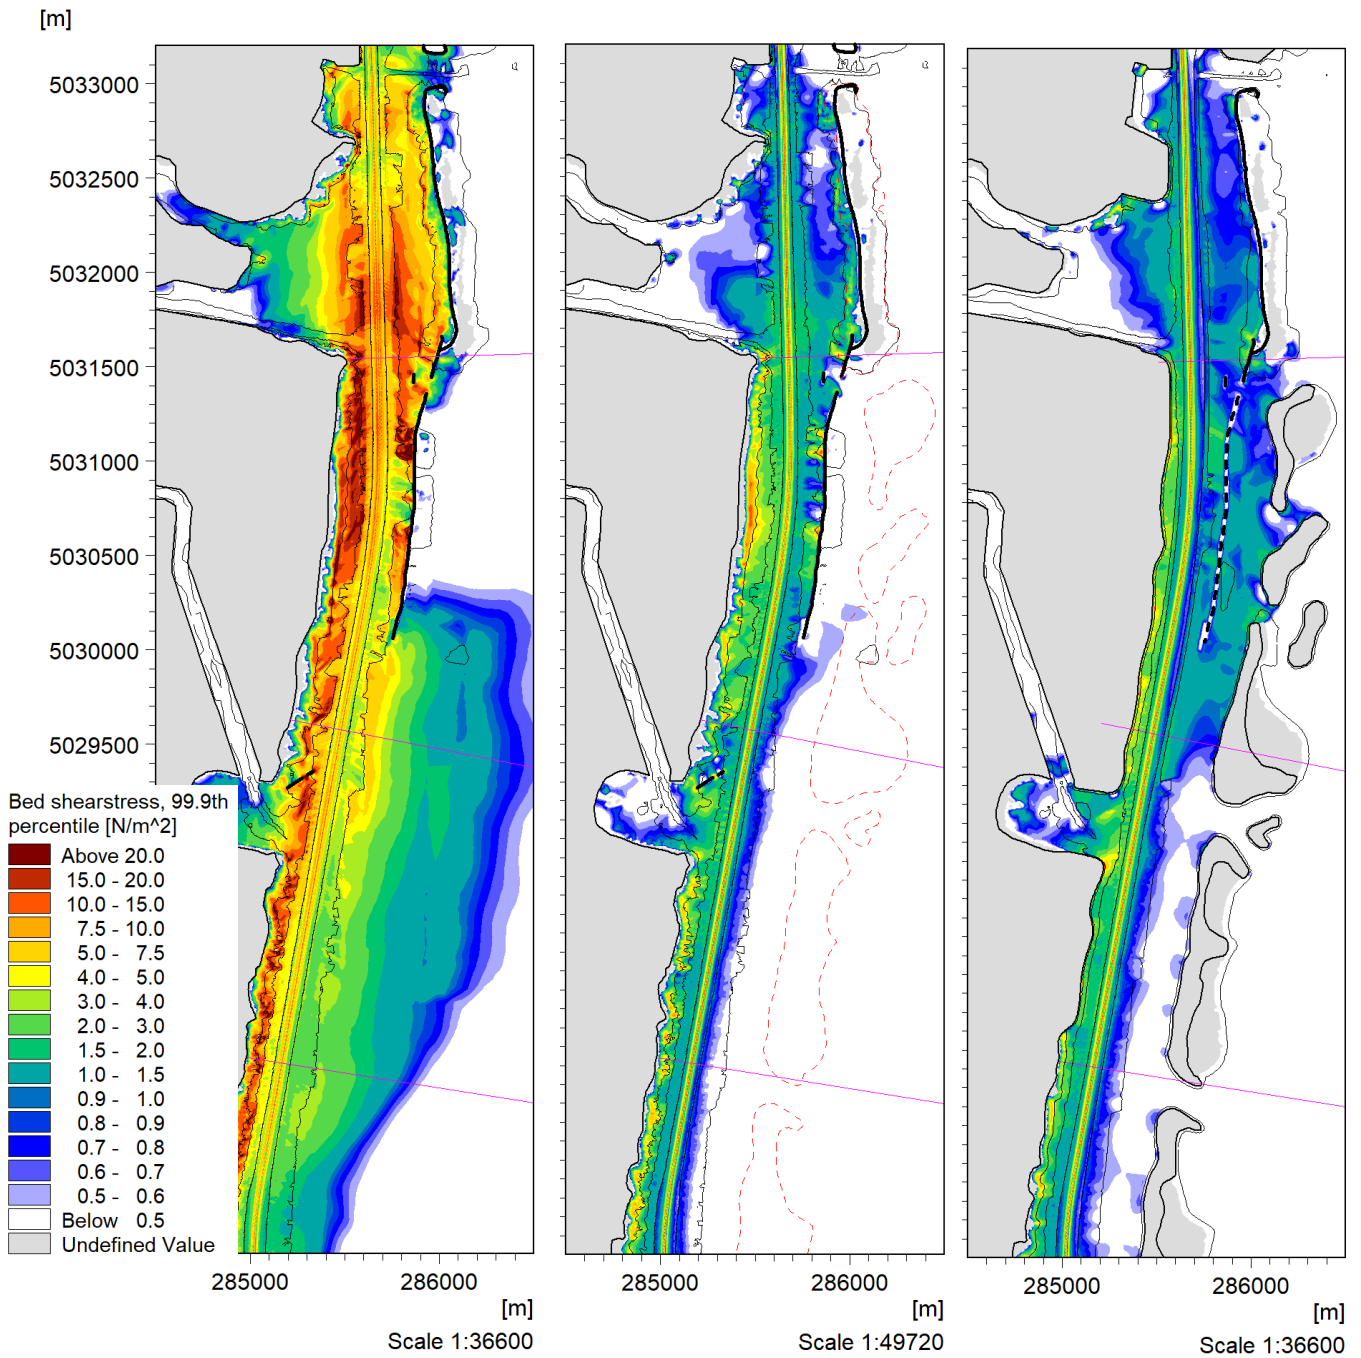 [m]
5033000
5032500
5032000
5031500
5031000
5030500
5030000
5029500
Bed shearstress, 99.9th
percentile [N/m^2]
Above 20.0
15.0 - 20.0
10.0 - 15.0
7.5 - 10.0
5.0 - 7.5
4.0 - 5.0
3.0 - 4.0
2.0 - 3.0
1.5 - 2.0
1.0 - 1.5
0.9 - 1.0
0.8 - 0.9
0.7 - 0.8
0.6 - 0.7
0.5 - 0.6
Below 0.5
Undefined Value
285000 286000
[m]
Scale 1:36600
285000 286000
[m]
Scale 1:49720
285000 286000
[m]
Scale 1:36600